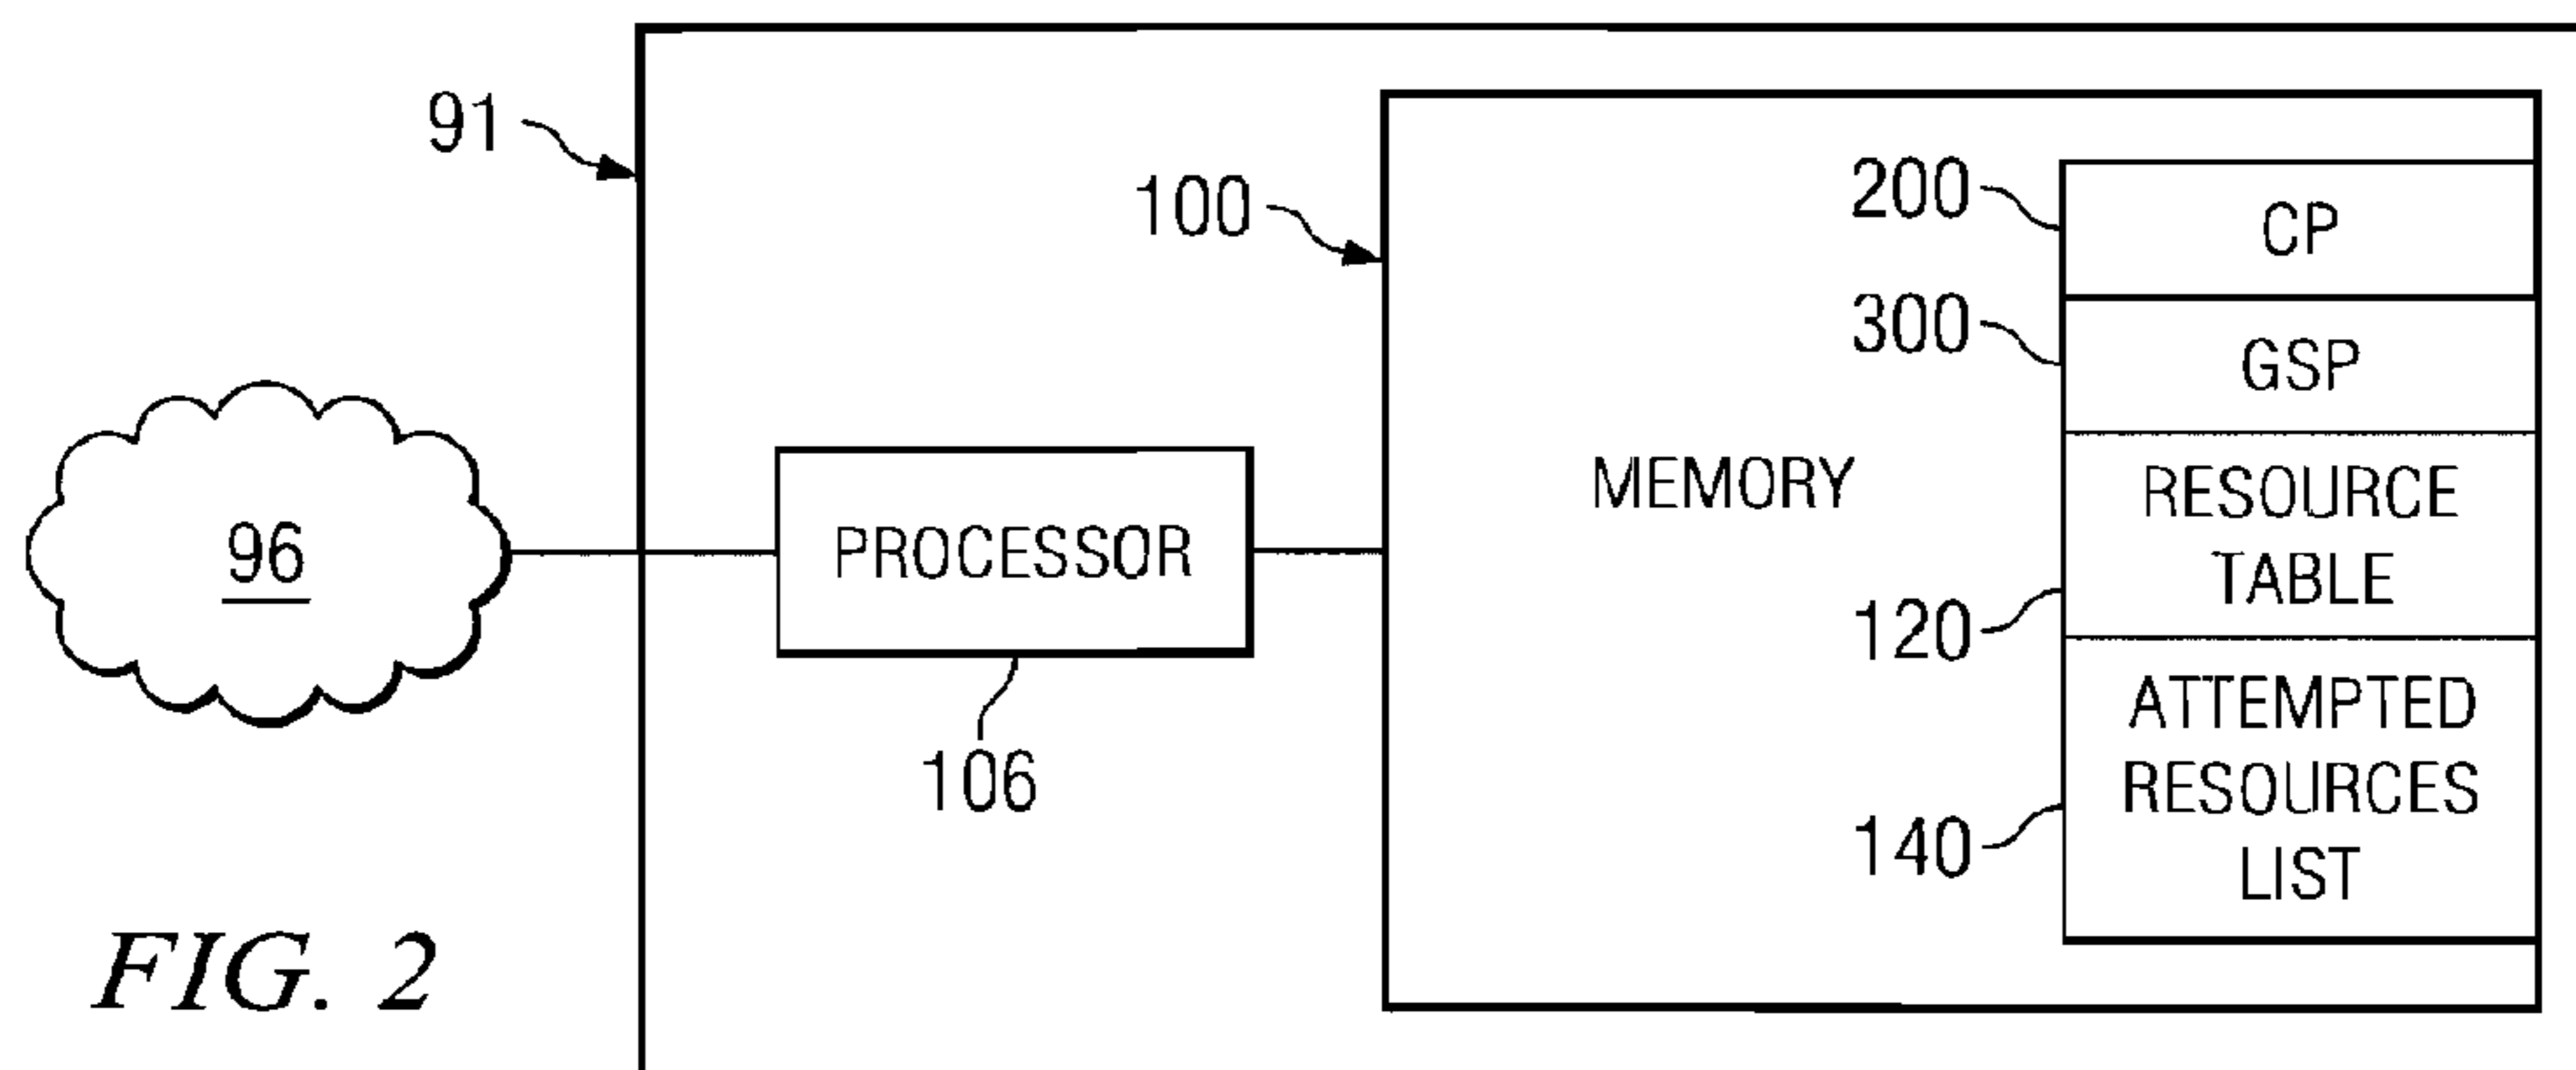 91
100
200
CP
300
GSP
MEMORY
RESOURCE
TABLE
120
96
PROCESSOR
106
ATTEMPTED
RESOURCES
LIST
140
FIG. 2